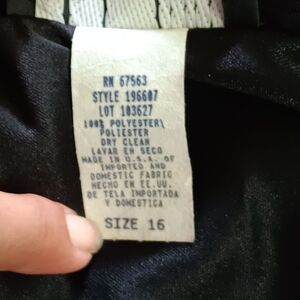 RN 67563
STYLE 196607
LOT 103627
100% POLYESTER\
POLIESTER
DRY CLEAN
LAVAR EN SECO
MADE IN U.S.A. OF
IMPORTED AND
DOMESTIC FABRIC
HECHO EN EE.UU.
DE TELA IMPORTADA
Y DOMESTICA
SIZE 16